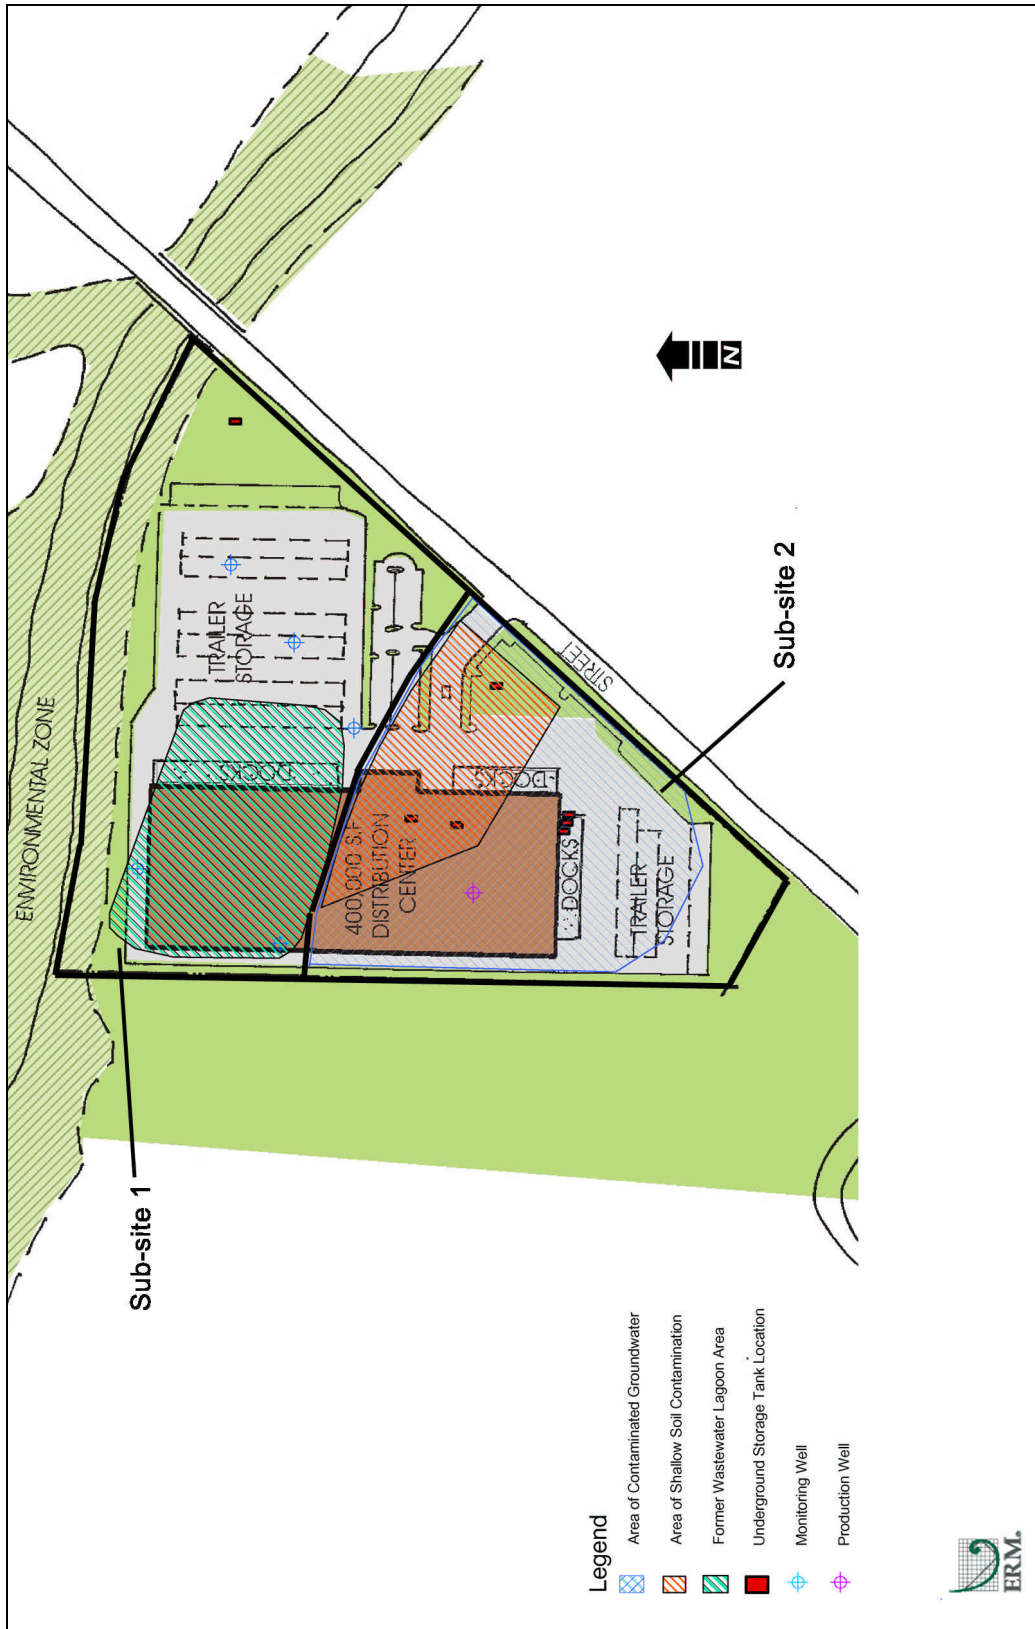 ENVIRONMENTAL ZONE
TRAILER
STORAGE
DOCKS
400,000 S.F.
DISTRIBUTION
CENTER
DOCKS
DOCKS
TRAILER
STORAGE
STREET
N
Sub-site 1
Sub-site 2
Legend
Area of Contaminated Groundwater
Area of Shallow Soil Contamination
Former Wastewater Lagoon Area
Underground Storage Tank Location
Monitoring Well
Production Well
ERM.